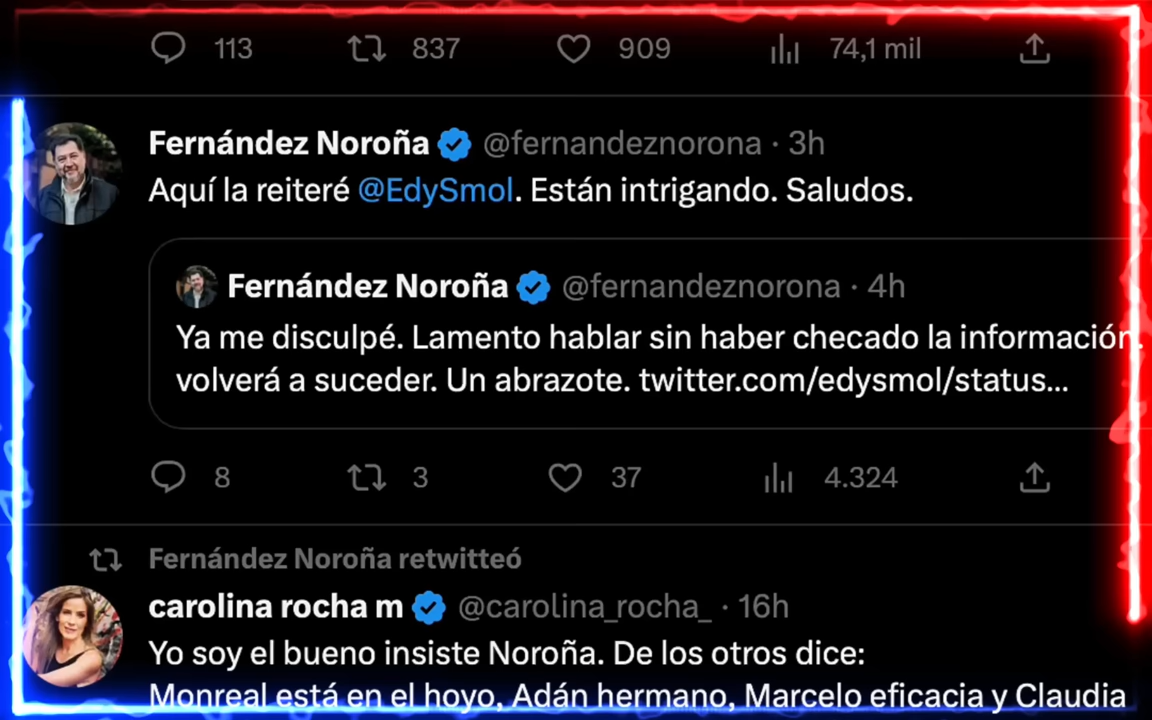 113 837 909 74,1 mil
Fernández Noroña @fernandeznorona · 3h
Aquí la reiteré @EdySmol. Están intrigando. Saludos.
Fernández Noroña @fernandeznorona · 4h
Ya me disculpé. Lamento hablar sin haber checado la información.
volverá a suceder. Un abrazote. twitter.com/edysmol/status...
8 3 37 4.324
Fernández Noroña retwitteó
carolina rocha m @carolina_rocha_ · 16h
Yo soy el bueno insiste Noroña. De los otros dice:
Monreal está en el hoyo, Adán hermano, Marcelo eficacia y Claudia